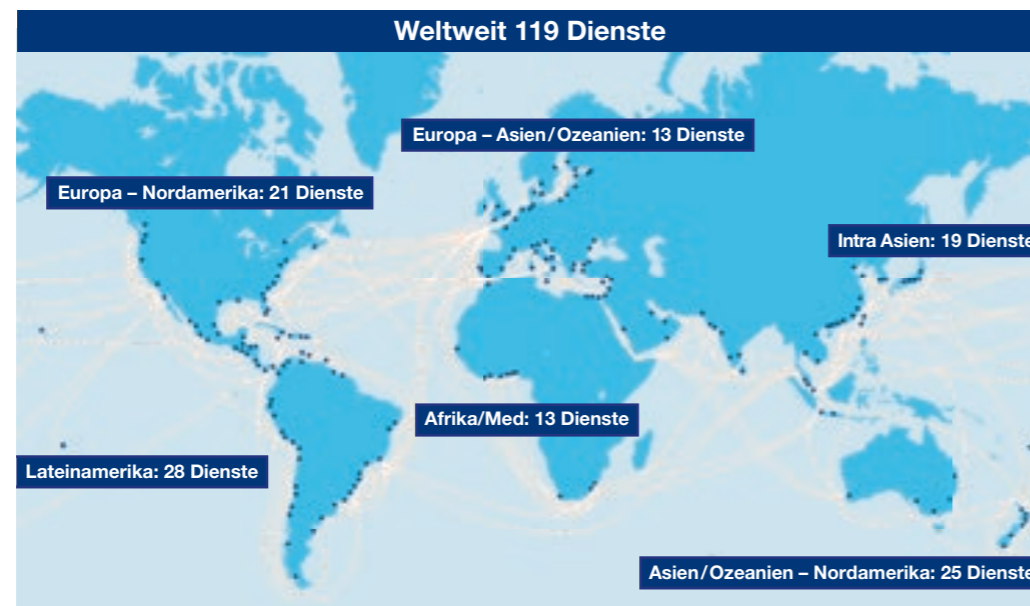 Weltweit 119 Dienste
Europa – Asien/Ozeanien: 13 Dienste
Europa – Nordamerika: 21 Dienste
Intra Asien: 19 Dienste
Afrika/Med: 13 Dienste
Lateinamerika: 28 Dienste
Asien/Ozeanien – Nordamerika: 25 Dienste